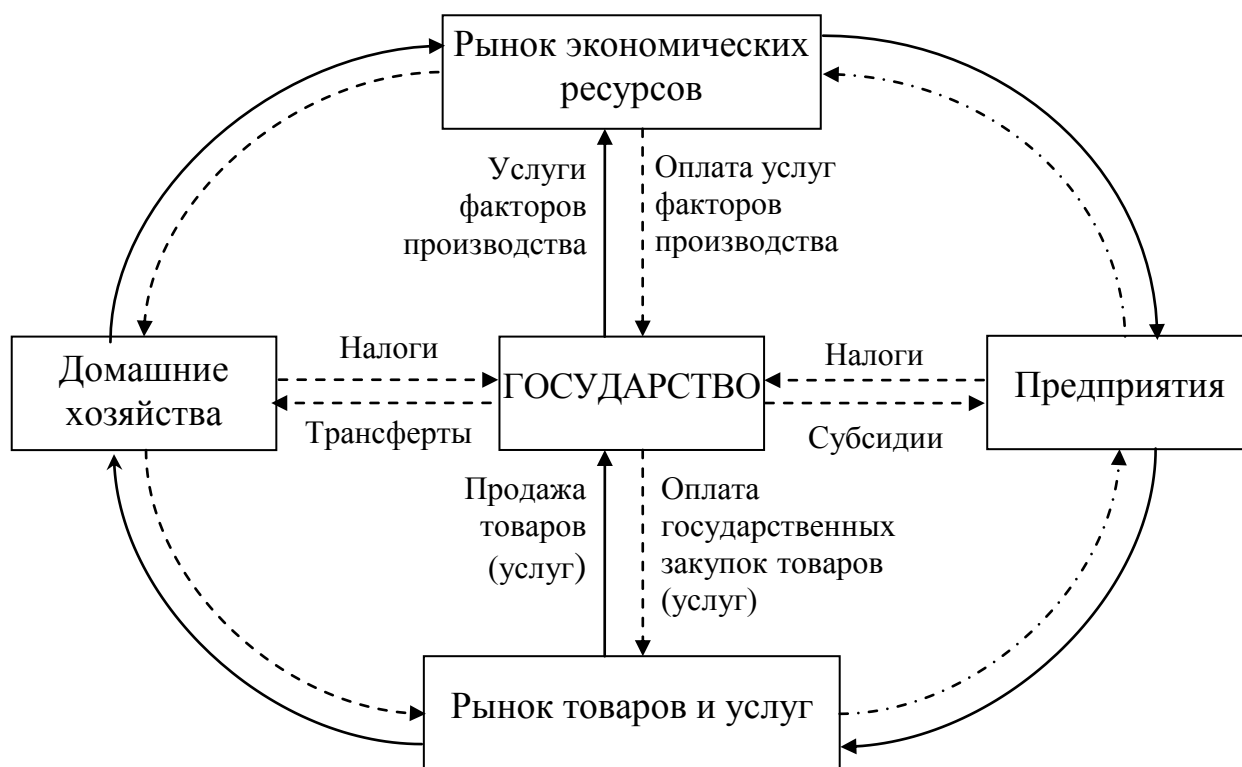 Рынок экономических
ресурсов
Услуги
факторов
производства
Оплата услуг
факторов
производства
Домашние
хозяйства
Налоги
Трансферты
ГОСУДАРСТВО
Налоги
Субсидии
Предприятия
Продажа
товаров
(услуг)
Оплата
государственных
закупок товаров
(услуг)
Рынок товаров и услуг